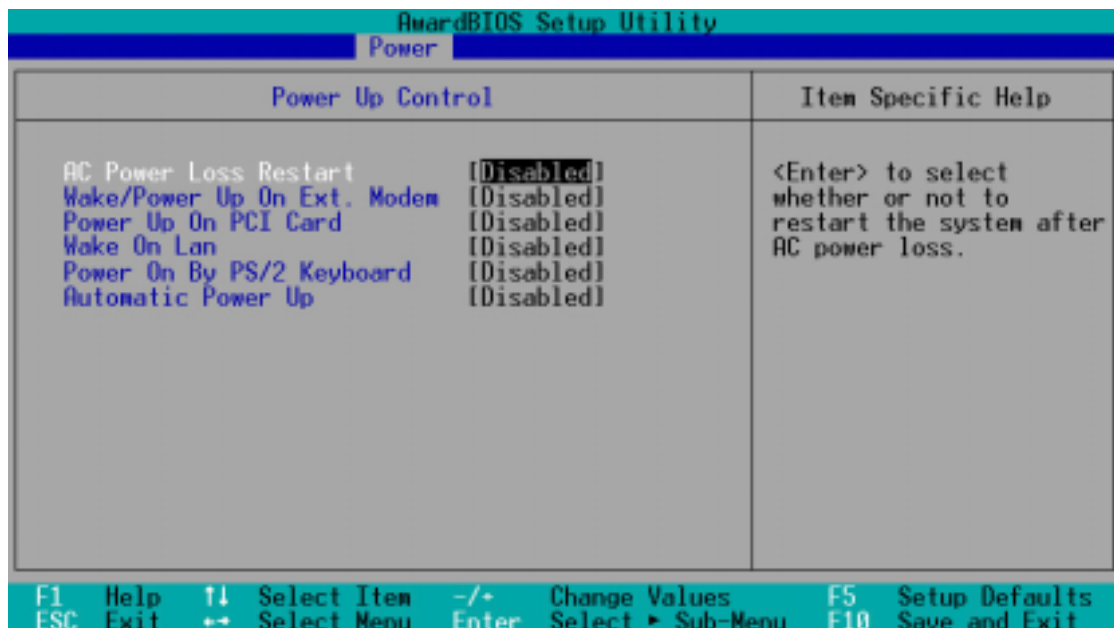 AwardBIOS Setup Utility
Power
Power Up Control
Item Specific Help
AC Power Loss Restart [Disabled]
Wake/Power Up On Ext. Modem [Disabled]
Power Up On PCI Card [Disabled]
Wake On Lan [Disabled]
Power On By PS/2 Keyboard [Disabled]
Automatic Power Up [Disabled]
<Enter> to select
whether or not to
restart the system after
AC power loss.
F1 Help ↑↓ Select Item -/+ Change Values F5 Setup Defaults
ESC Exit ←→ Select Menu Enter Select ► Sub-Menu F10 Save and Exit